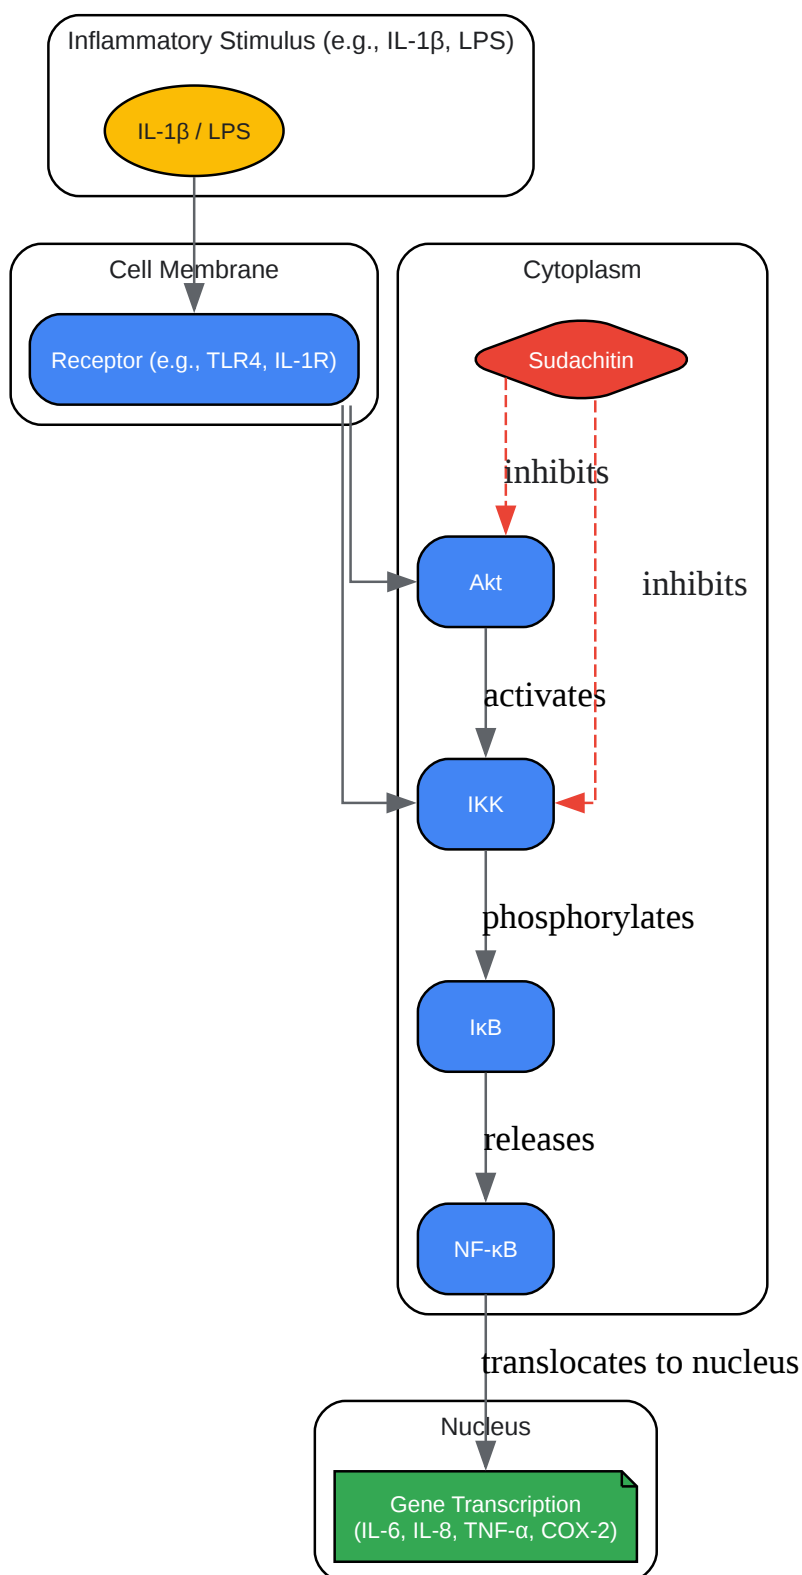 Inflammatory Stimulus (e.g., IL-1β, LPS)
IL-1β / LPS
Cell Membrane
Receptor (e.g., TLR4, IL-1R)
Cytoplasm
Sudachitin
inhibits
Akt
inhibits
activates
IKK
phosphorylates
IκB
releases
NF-κB
translocates to nucleus
Nucleus
Gene Transcription
(IL-6, IL-8, TNF-α, COX-2)